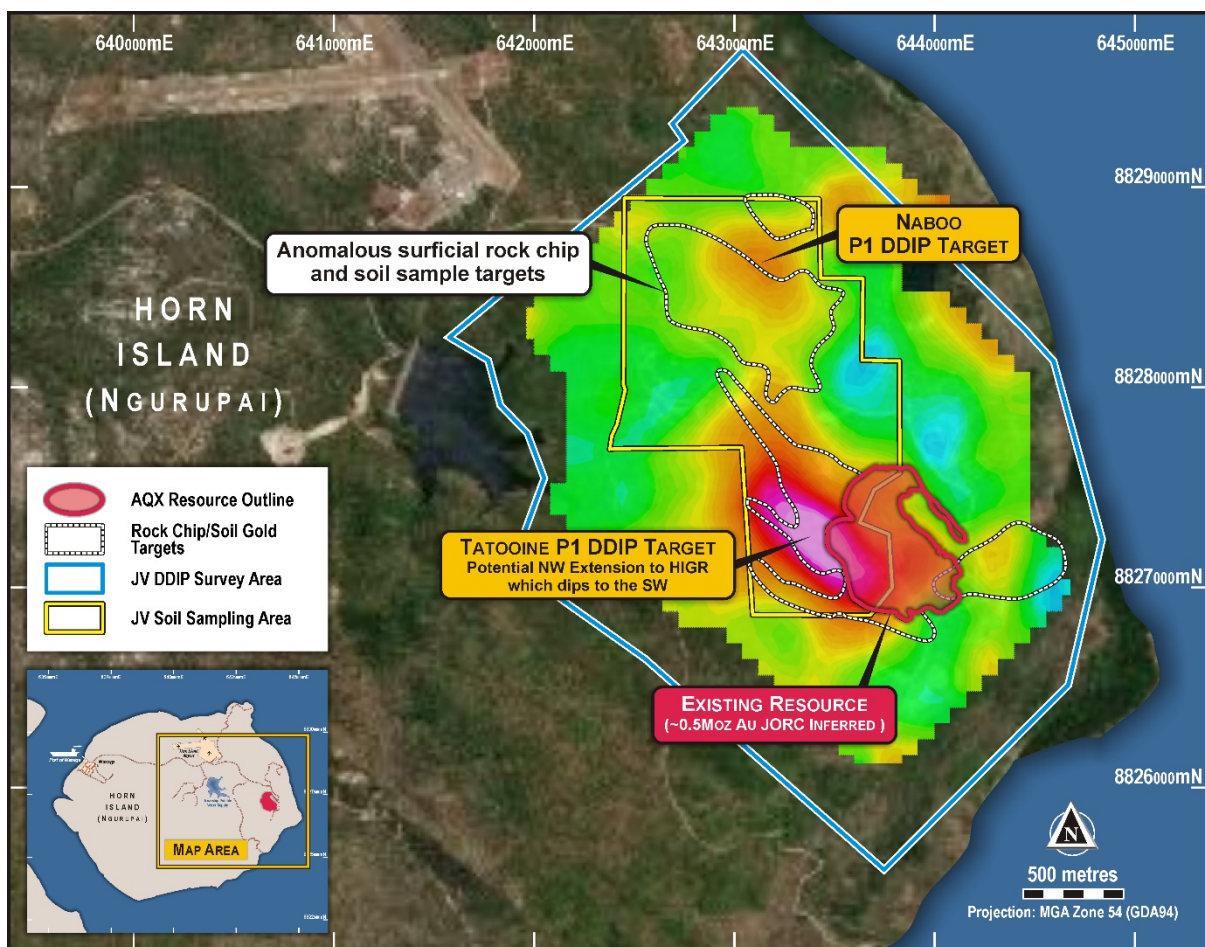 640000mE
641000mE
642000mE
643000mE
644000mE
645000mE
8829000mN
8828000mN
8827000mN
8826000mN
NABOO
P1 DDIP TARGET
Anomalous surficial rock chip
and soil sample targets
HORN
ISLAND
(NGURUPAI)
TATOOINE P1 DDIP TARGET
POTENTIAL NW EXTENSION TO HIGR
WHICH DIPS TO THE SW
EXISTING RESOURCE
(~0.5MOZ AU JORC INFERRED )
AQX Resource Outline
Rock Chip/Soil Gold
Targets
JV DDIP Survey Area
JV Soil Sampling Area
HORN
ISLAND
(NGURUPAI)
MAP AREA
N
500 metres
Projection: MGA Zone 54 (GDA94)